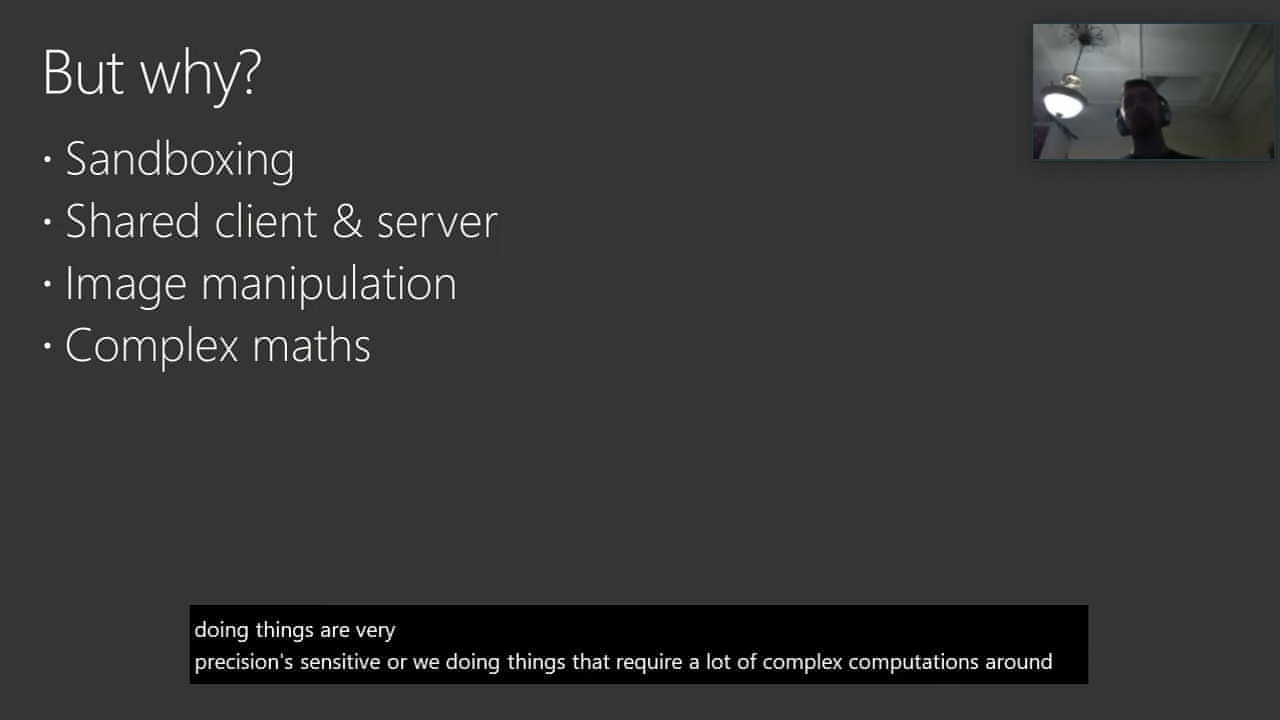 But why?
· Sandboxing
· Shared client & server
· Image manipulation
· Complex maths
doing things are very
precision's sensitive or we doing things that require a lot of complex computations around